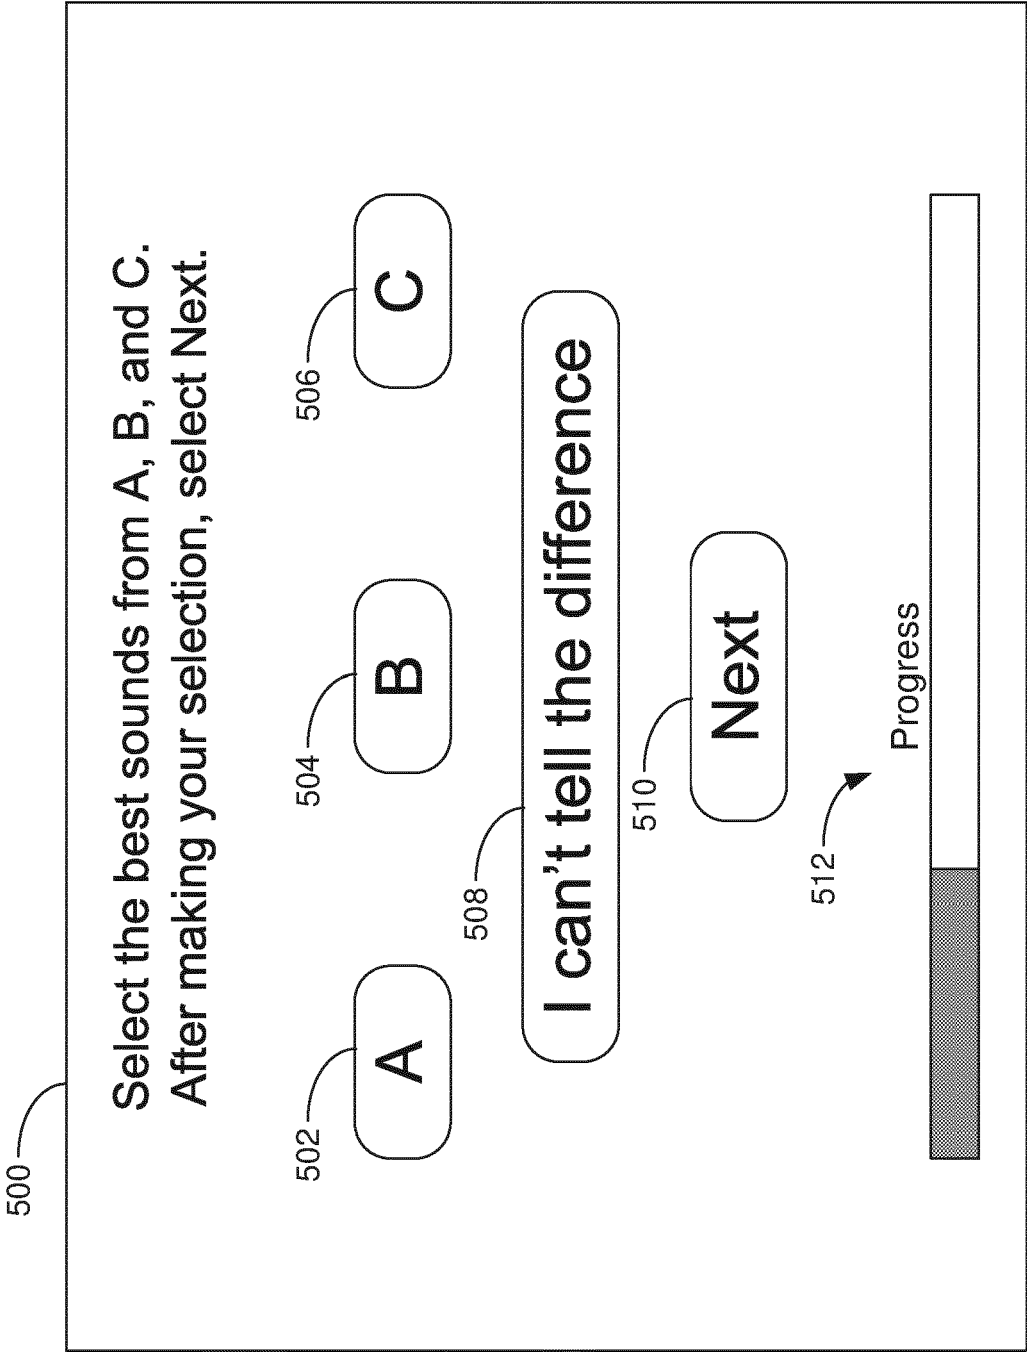 500
Select the best sounds from A, B, and C.
After making your selection, select Next.
502
504
506
A
B
C
508
I can't tell the difference
510
Next
512
Progress